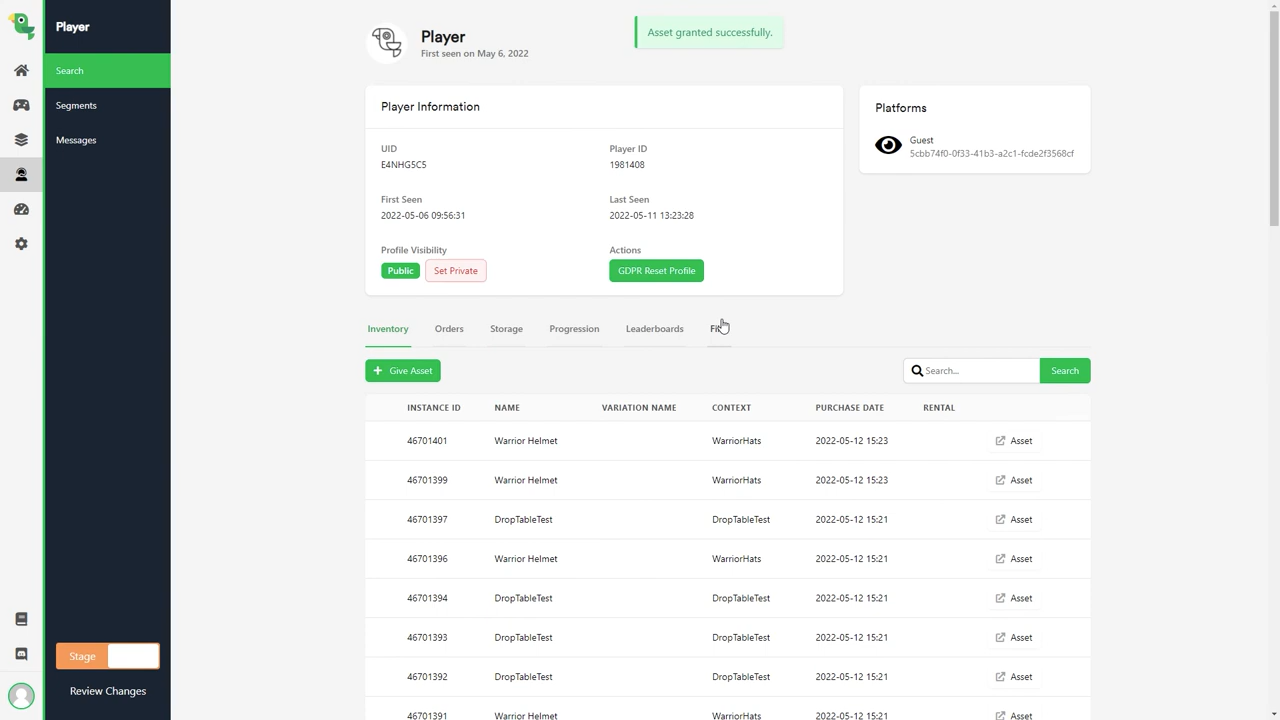 Player
Search
Segments
Messages
Stage
Review Changes
Player
First seen on May 6, 2022
Asset granted successfully.
Player Information
UID
E4NHG5C5
Player ID
1981408
First Seen
2022-05-06 09:56:31
Last Seen
2022-05-11 13:23:28
Profile Visibility
Public Set Private
Actions
GDPR Reset Profile
Platforms
Guest
5cbb74f0-0f33-41b3-a2c1-fcde2f3568cf
Inventory Orders Storage Progression Leaderboards
+ Give Asset
Search... Search
INSTANCE ID NAME VARIATION NAME CONTEXT PURCHASE DATE RENTAL
46701401 Warrior Helmet WarriorHats 2022-05-12 15:23 Asset
46701399 Warrior Helmet WarriorHats 2022-05-12 15:23 Asset
46701397 DropTableTest DropTableTest 2022-05-12 15:21 Asset
46701396 Warrior Helmet WarriorHats 2022-05-12 15:21 Asset
46701394 DropTableTest DropTableTest 2022-05-12 15:21 Asset
46701393 DropTableTest DropTableTest 2022-05-12 15:21 Asset
46701392 DropTableTest DropTableTest 2022-05-12 15:21 Asset
46701391 Warrior Helmet WarriorHats 2022-05-12 15:21 Asset